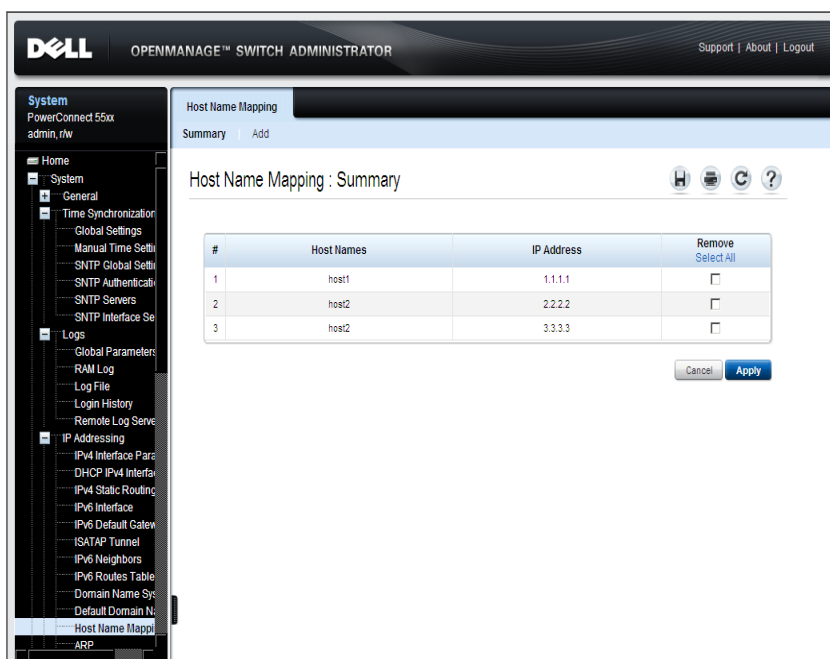 DELL OPENMANAGE™ SWITCH ADMINISTRATOR Support | About | Logout
System
PowerConnect 55xx
admin, r/w
Home
System
General
Time Synchronization
Global Settings
Manual Time Settin
SNTP Global Settin
SNTP Authenticati
SNTP Servers
SNTP Interface Se
Logs
Global Parameters
RAM Log
Log File
Login History
Remote Log Serve
IP Addressing
IPv4 Interface Para
DHCP IPv4 Interfac
IPv4 Static Routing
IPv6 Interface
IPv6 Default Gatew
ISATAP Tunnel
IPv6 Neighbors
IPv6 Routes Table
Domain Name Sys
Default Domain Na
Host Name Mappi
ARP
Host Name Mapping
Summary Add
Host Name Mapping : Summary
# Host Names IP Address Remove
Select All
1 host1 1.1.1.1
2 host2 2.2.2.2
3 host2 3.3.3.3
Cancel Apply